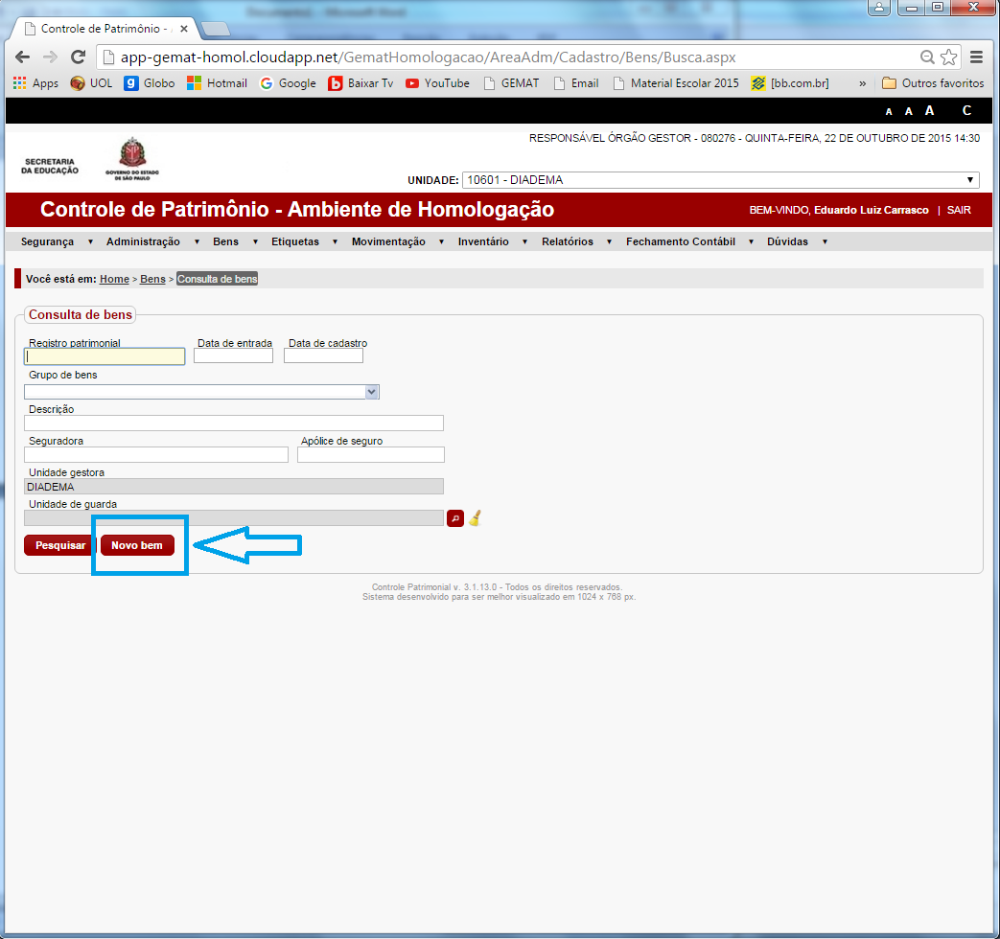 Controle de Patrimônio -
app-gemat-homol.cloudapp.net/GematHomologacao/AreaAdm/Cadastro/Bens/Busca.aspx
Apps UOL Globo Hotmail Google Baixar Tv YouTube GEMAT Email Material Escolar 2015 [bb.com.br] » Outros favoritos
A A A C
RESPONSÁVEL ÓRGÃO GESTOR - 080276 - QUINTA-FEIRA, 22 DE OUTUBRO DE 2015 14:30
SECRETARIA
DA EDUCAÇÃO
GOVERNO DO ESTADO
DE SÃO PAULO
UNIDADE: 10601 - DIADEMA
Controle de Patrimônio - Ambiente de Homologação
BEM-VINDO, Eduardo Luiz Carrasco | SAIR
Segurança Administração Bens Etiquetas Movimentação Inventário Relatórios Fechamento Contábil Dúvidas
Você está em: Home > Bens > Consulta de bens
Consulta de bens
Registro patrimonial Data de entrada Data de cadastro
Grupo de bens
Descrição
Seguradora Apólice de seguro
Unidade gestora
DIADEMA
Unidade de guarda
Pesquisar Novo bem
Controle Patrimonial v. 3.1.13.0 - Todos os direitos reservados.
Sistema desenvolvido para ser melhor visualizado em 1024 x 768 px.